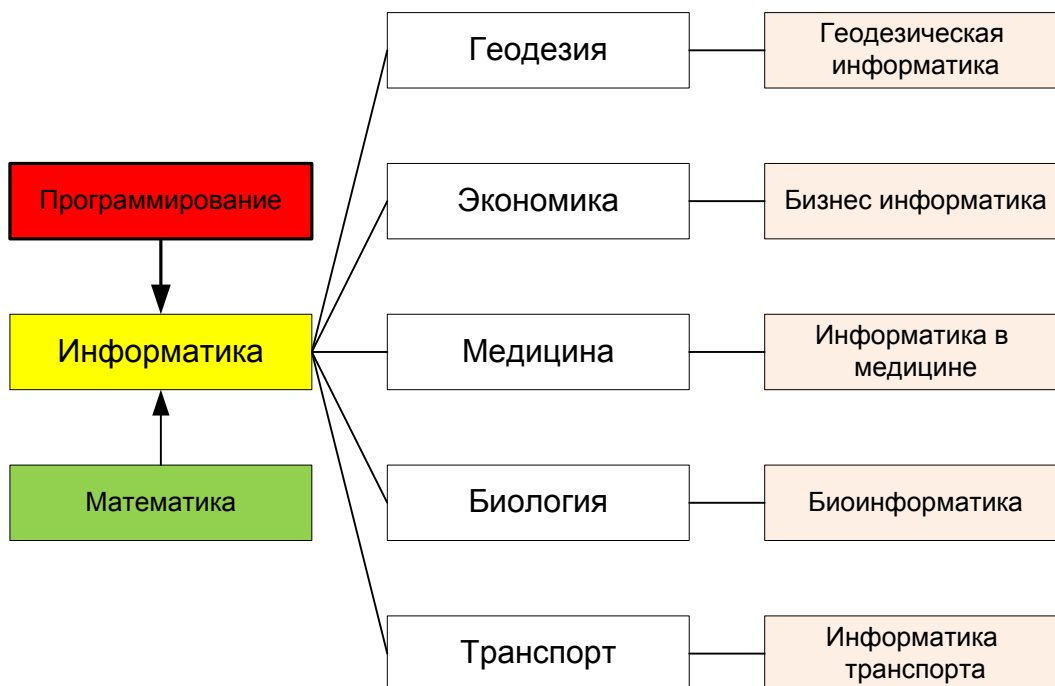 Геодезия
Геодезическая
информатика
Программирование
Экономика
Бизнес информатика
Информатика
Медицина
Информатика в
медицине
Математика
Биология
Биоинформатика
Транспорт
Информатика
транспорта